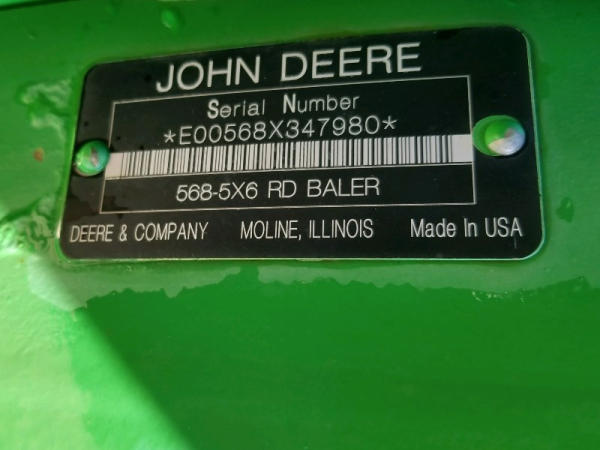 JOHN DEERE
Serial Number
*E00568X347980*
568-5X6 RD BALER
DEERE & COMPANY MOLINE, ILLINOIS Made In USA